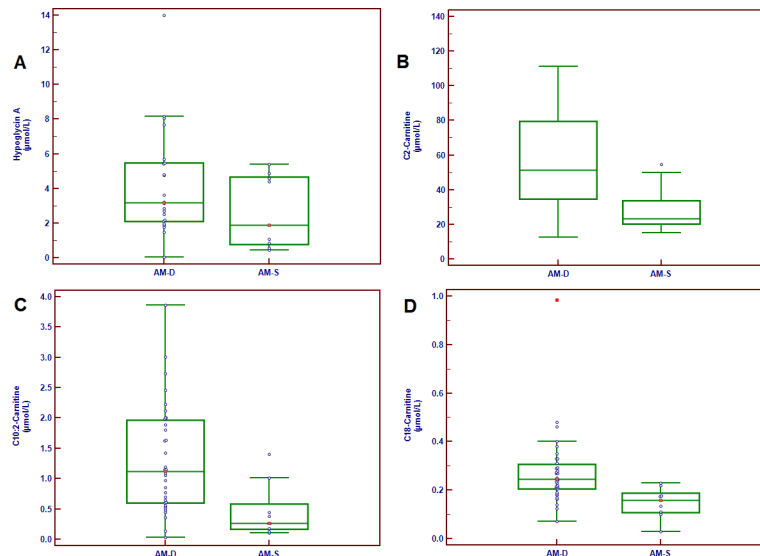 A
Hypoglycin A
(µmol/L)
14
12
10
8
6
4
2
0
AM-D
AM-S
B
C2-Carnitine
(µmol/L)
140
120
100
80
60
40
20
0
AM-D
AM-S
C
C10:2-Carnitine
(µmol/L)
4.0
3.5
3.0
2.5
2.0
1.5
1.0
0.5
0.0
AM-D
AM-S
D
C18-Carnitine
(µmol/L)
1.0
0.8
0.6
0.4
0.2
0.0
AM-D
AM-S